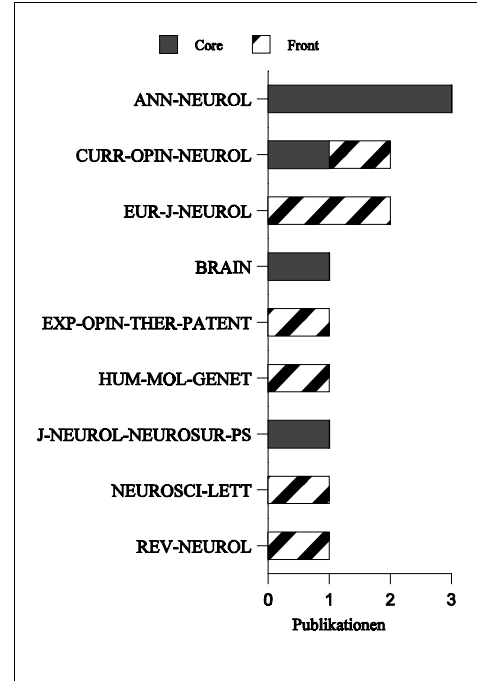 Core Front
ANN-NEUROL
CURR-OPIN-NEUROL
EUR-J-NEUROL
BRAIN
EXP-OPIN-THER-PATENT
HUM-MOL-GENET
J-NEUROL-NEUROSUR-PS
NEUROSCI-LETT
REV-NEUROL
0 1 2 3
Publikationen